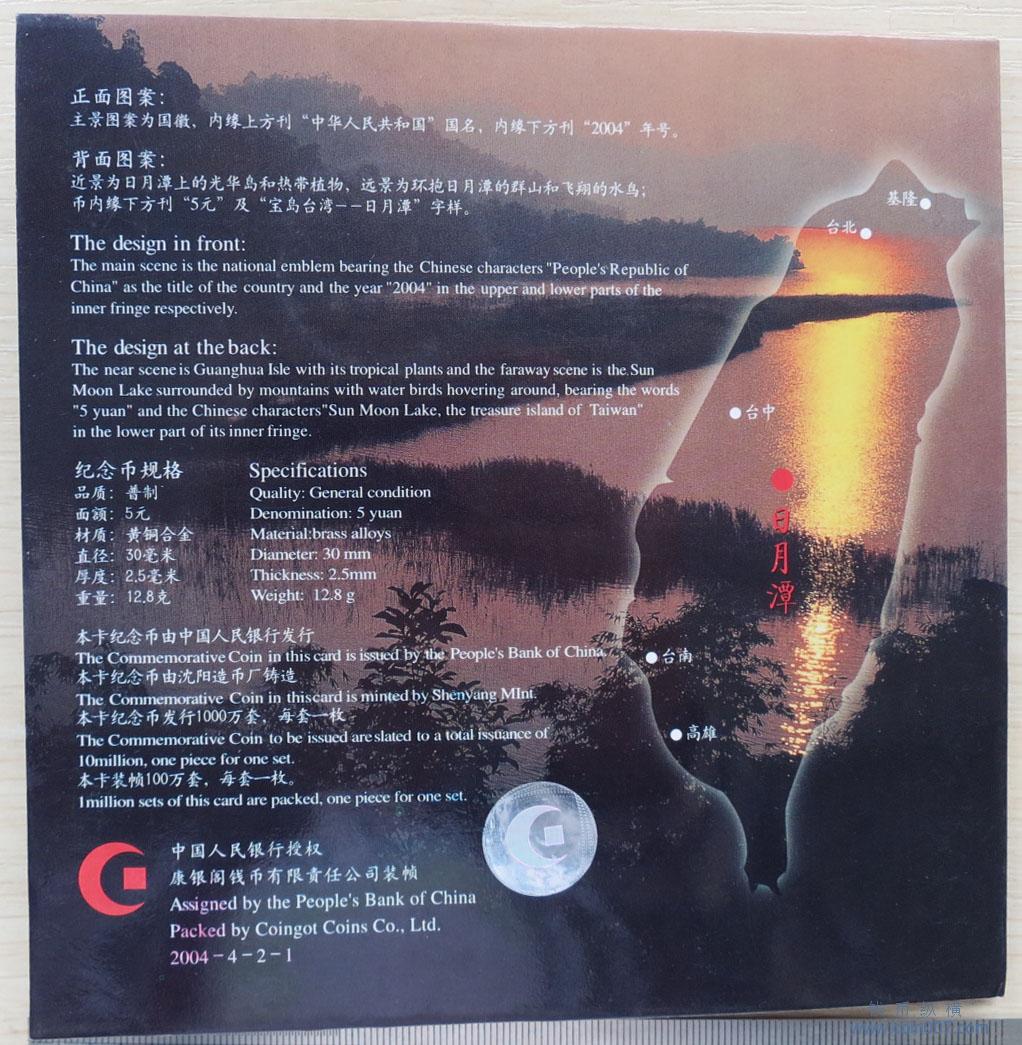 正面图案:
主景图案为国徽, 内缘上方刊“中华人民共和国”国名, 内缘下方刊“2004”年号。
背面图案:
近景为日月潭上的光华岛和热带植物, 远景为环抱日月潭的群山和飞翔的水鸟;
币内缘下方刊“5元”及“宝岛台湾--日月潭”字样。
The design in front:
The main scene is the national emblem bearing the Chinese characters "People's Republic of
China" as the title of the country and the year "2004" in the upper and lower parts of the
inner fringe respectively.
The design at the back:
The near scene is Guanghua Isle with its tropical plants and the faraway scene is the Sun
Moon Lake surrounded by mountains with water birds hovering around, bearing the words
"5 yuan" and the Chinese characters"Sun Moon Lake, the treasure island of Taiwan"
in the lower part of its inner fringe.
纪念币规格
品质: 普制
面额: 5元
材质: 黄铜合金
直径: 30毫米
厚度: 2.5毫米
重量: 12.8克
Specifications
Quality: General condition
Denomination: 5 yuan
Material:brass alloys
Diameter: 30 mm
Thickness: 2.5mm
Weight: 12.8 g
本卡纪念币由中国人民银行发行
The Commemorative Coin in this card is issued by the People's Bank of China.
本卡纪念币由沈阳造币厂铸造
The Commemorative Coin in thiscard is minted by Shenyang MInt.
本卡纪念币发行1000万套, 每套一枚
The Commemorative Coin to be issued are slated to a total issuance of
10million, one piece for one set.
本卡装帧100万套, 每套一枚。
1million sets of this card are packed, one piece for one set.
中国人民银行授权
康银阁钱币有限责任公司装帧
Assigned by the People's Bank of China
Packed by Coingot Coins Co., Ltd.
2004-4-2-1
基隆
台北
台中
日月潭
台南
高雄